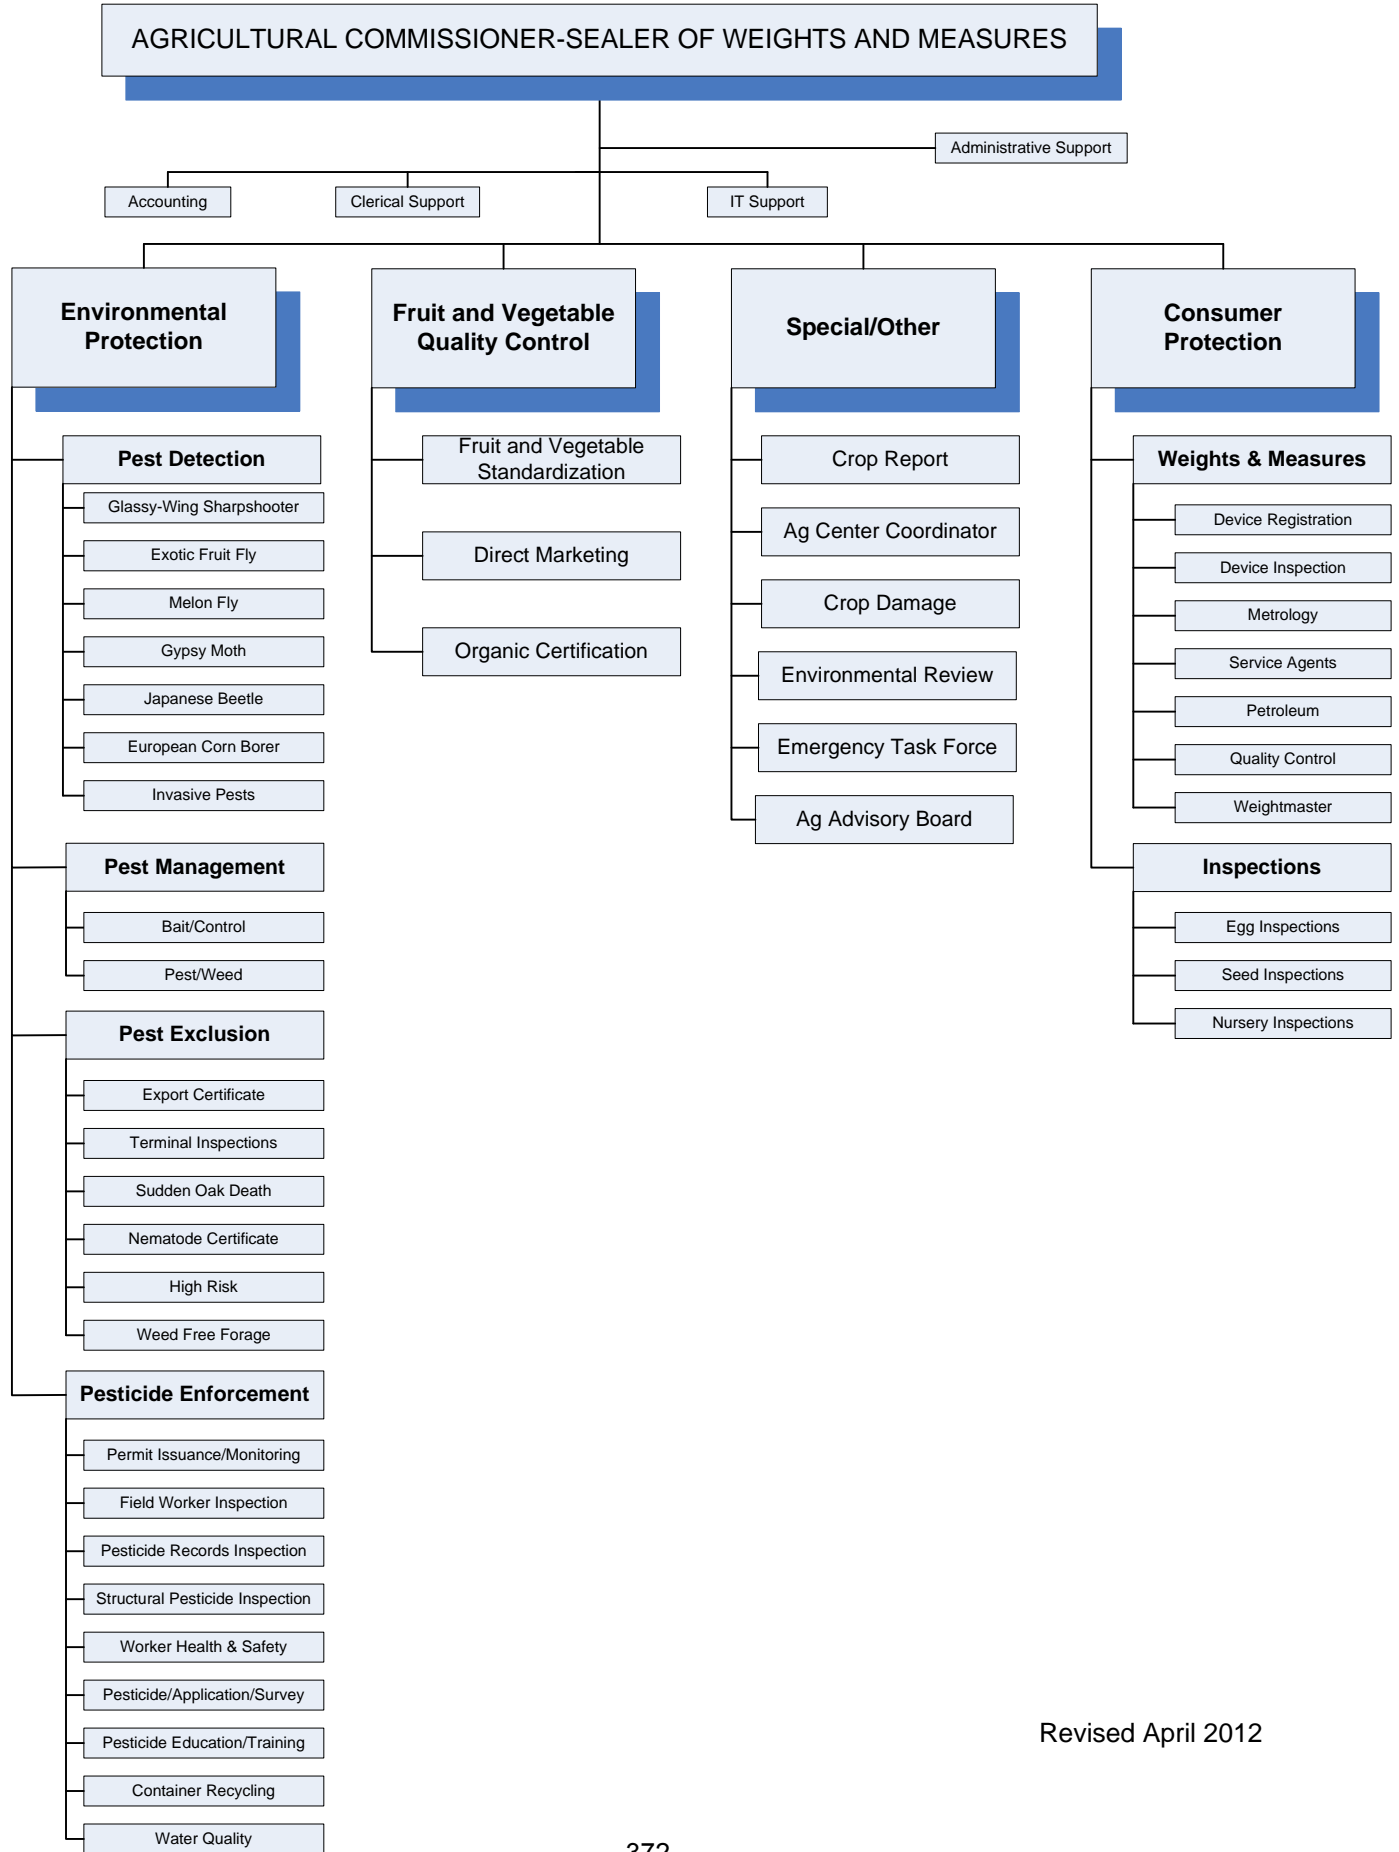 AGRICULTURAL COMMISSIONER-SEALER OF WEIGHTS AND MEASURES
Administrative Support
Accounting
Clerical Support
IT Support
Environmental
Protection
Pest Detection
Glassy-Wing Sharpshooter
Exotic Fruit Fly
Melon Fly
Gypsy Moth
Japanese Beetle
European Corn Borer
Invasive Pests
Pest Management
Bait/Control
Pest/Weed
Pest Exclusion
Export Certificate
Terminal Inspections
Sudden Oak Death
Nematode Certificate
High Risk
Weed Free Forage
Pesticide Enforcement
Permit Issuance/Monitoring
Field Worker Inspection
Pesticide Records Inspection
Structural Pesticide Inspection
Worker Health & Safety
Pesticide/Application/Survey
Pesticide Education/Training
Container Recycling
Water Quality
Fruit and Vegetable
Quality Control
Fruit and Vegetable
Standardization
Direct Marketing
Organic Certification
Special/Other
Crop Report
Ag Center Coordinator
Crop Damage
Environmental Review
Emergency Task Force
Ag Advisory Board
Consumer
Protection
Weights & Measures
Device Registration
Device Inspection
Metrology
Service Agents
Petroleum
Quality Control
Weightmaster
Inspections
Egg Inspections
Seed Inspections
Nursery Inspections
Revised April 2012
372